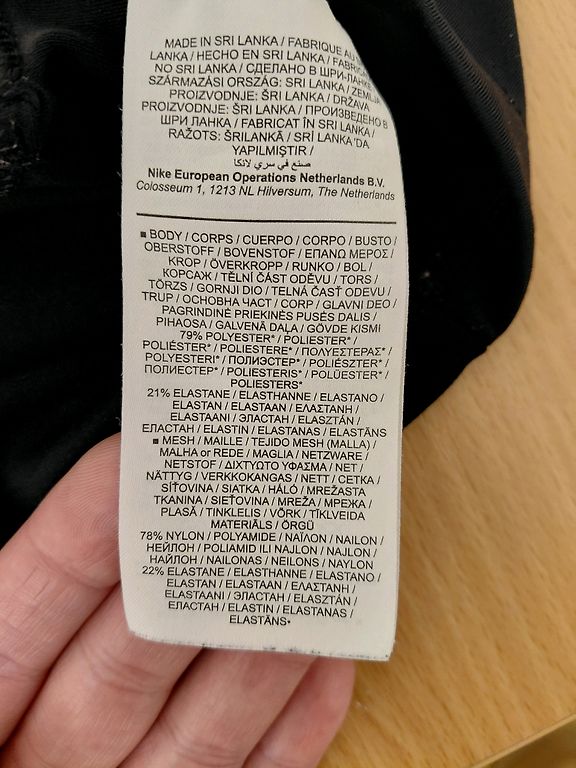 MADE IN SRI LANKA / FABRIQUE AU
LANKA / HECHO EN SRI LANKA / FABRIC
NO SRI LANKA / СДЕЛАНО В ШРИ-ЛАНКЕ
SZÁRMAZÁSI ORSZÁG: SRI LANKA / ZEMLJA
PROIZVODNJE: ŠRI LANKA / DRŽAVA
PROIZVODNJE: ŠRI LANKA / ПРОИЗВЕДЕНО В
ШРИ ЛАНКА / FABRICAT ÎN SRI LANKA /
RAŽOTS: ŠRILANKĀ / SRİ LANKA'DA
YAPILMIŞTIR /
صنع في سري لانكا
Nike European Operations Netherlands B.V.
Colosseum 1, 1213 NL Hilversum, The Netherlands
■ BODY / CORPS / CUERPO / CORPO / BUSTO /
OBERSTOFF / BOVENSTOF / ΕΠΑΝΩ ΜΕΡΟΣ /
KROP / ÖVERKROPP / RUNKO / BOL /
КОРСАЖ / TĚLNÍ ČÁST ODĚVU / TORS /
TÖRZS / GORNJI DIO / TELNÁ ČASŤ ODEVU /
TRUP / ОСНОВНА ЧАСТ / CORP / GLAVNI DEO /
PAGRINDINĖ PRIEKINĖS PUSĖS DALIS /
PIHAOSA / GALVENĀ DAĻA / GÖVDE KISMI
79% POLYESTER* / POLIESTER* /
POLIÉSTER* / POLIESTERE* / ΠΟΛΥΕΣΤΕΡΑΣ* /
POLYESTERI* / ПОЛИЭСТЕР* / POLIÉSZTER* /
ПОЛИЕСТЕР* / POLIESTERIS* / POLÜESTER* /
POLIESTERS*
21% ELASTANE / ELASTHANNE / ELASTANO /
ELASTAN / ELASTAAN / ΕΛΑΣΤΑΝΗ /
ELASTAANI / ЭЛАСТАН / ELASZTÁN /
ЕЛАСТАН / ELASTIN / ELASTANAS / ELASTĀNS
■ MESH / MAILLE / TEJIDO MESH (MALLA) /
MALHA or REDE / MAGLIA / NETZWARE /
NETSTOF / ΔΙΧΤΥΩΤΟ ΥΦΑΣΜΑ / NET /
NÄTTYG / VERKKOKANGAS / NETT / СЕТКА /
SÍŤOVINA / SIATKA / HÁLÓ / MREŽASTA
TKANINA / SIEŤOVINA / МРЕЖА / МРЕЖА /
PLASĂ / TINKLELIS / VÕRK / TĪKLVEIDA
MATERIĀLS / ÖRGÜ
78% NYLON / POLYAMIDE / ΝΑΪΛΟΝ / NAILON /
НЕЙЛОН / POLIAMID ILI NAJLON / NAJLON /
НАЙЛОН / NAILONAS / NEILONS / NAYLON
22% ELASTANE / ELASTHANNE / ELASTANO /
ELASTAN / ELASTAAN / ΕΛΑΣΤΑΝΗ /
ELASTAANI / ЭЛАСТАН / ELASZTÁN /
ЕЛАСТАН / ELASTIN / ELASTANAS /
ELASTĀNS*